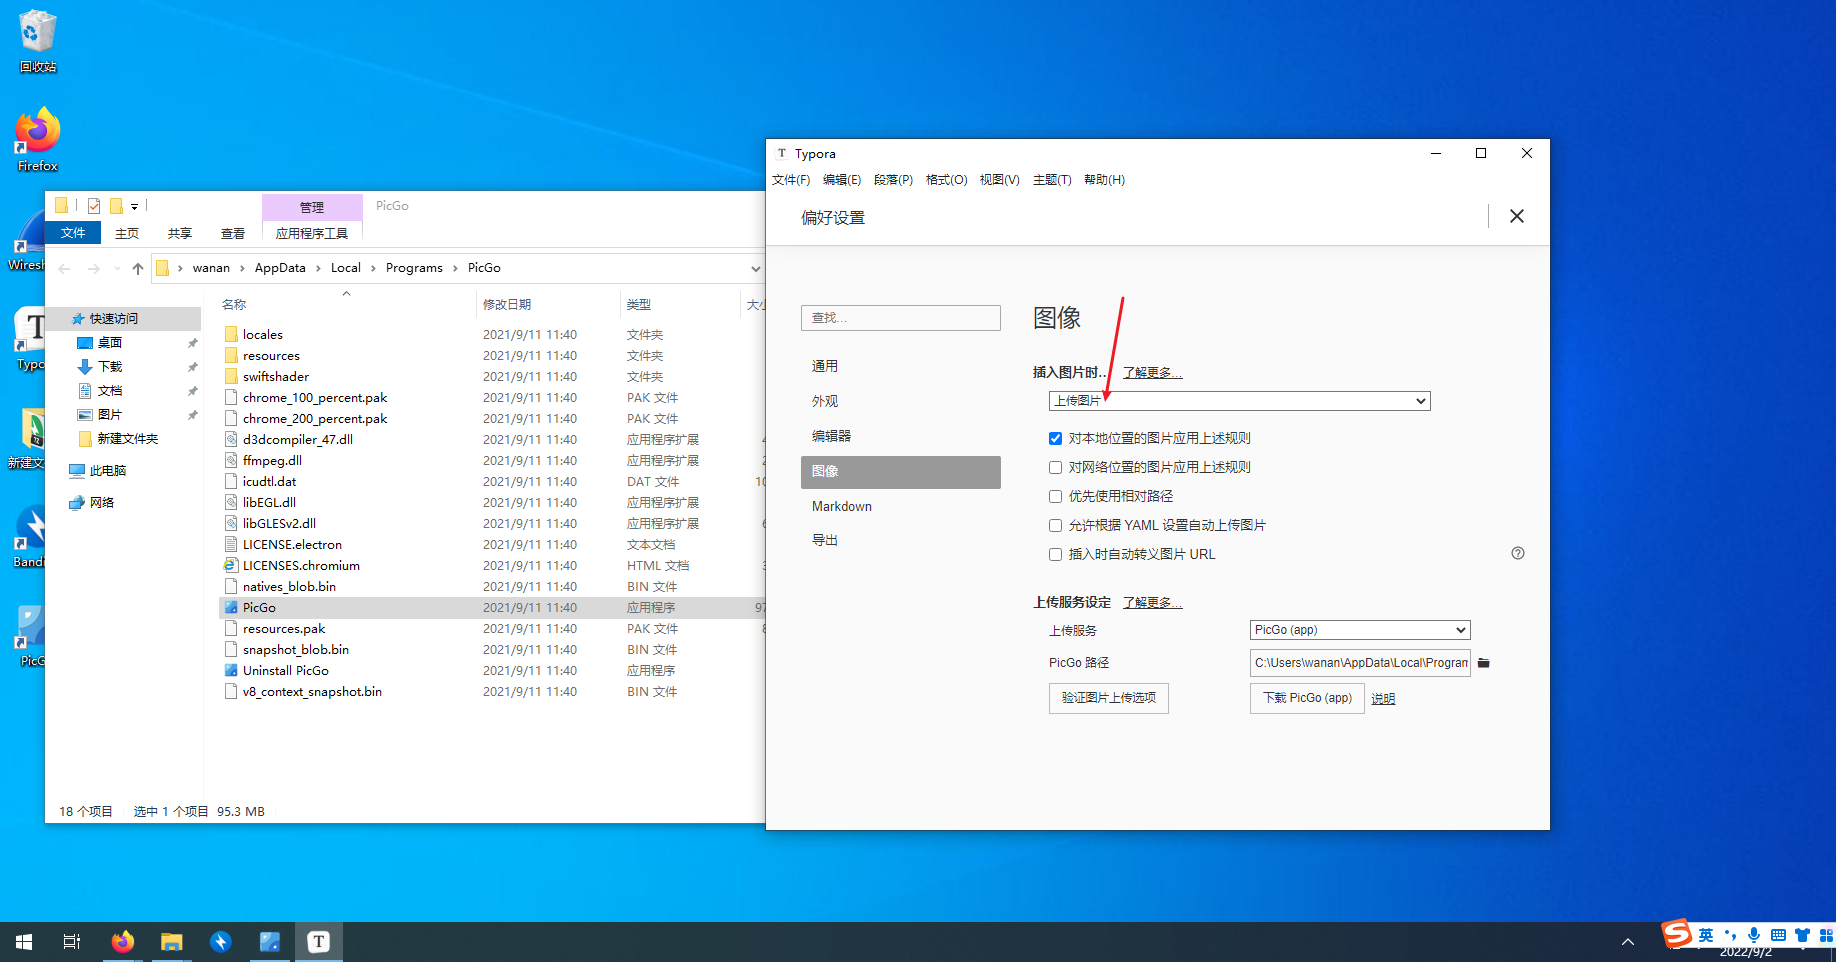 回收站
Firefox
Wiresh
Typo
新建文
Bandi
PicG
管理
PicGo
文件
主页
共享
查看
应用程序工具
wanan › AppData › Local › Programs › PicGo
名称 修改日期 类型 大小
快速访问
桌面
下载
文档
图片
新建文件夹
此电脑
网络
locales 2021/9/11 11:40 文件夹
resources 2021/9/11 11:40 文件夹
swiftshader 2021/9/11 11:40 文件夹
chrome_100_percent.pak 2021/9/11 11:40 PAK 文件
chrome_200_percent.pak 2021/9/11 11:40 PAK 文件
d3dcompiler_47.dll 2021/9/11 11:40 应用程序扩展 4
ffmpeg.dll 2021/9/11 11:40 应用程序扩展 2
icudtl.dat 2021/9/11 11:40 DAT 文件 10
libEGL.dll 2021/9/11 11:40 应用程序扩展
libGLESv2.dll 2021/9/11 11:40 应用程序扩展 6
LICENSE.electron 2021/9/11 11:40 文本文档
LICENSES.chromium 2021/9/11 11:40 HTML 文档 3
natives_blob.bin 2021/9/11 11:40 BIN 文件
PicGo 2021/9/11 11:40 应用程序 97
resources.pak 2021/9/11 11:40 PAK 文件 8
snapshot_blob.bin 2021/9/11 11:40 BIN 文件
Uninstall PicGo 2021/9/11 11:40 应用程序
v8_context_snapshot.bin 2021/9/11 11:40 BIN 文件
18 个项目 选中 1 个项目 95.3 MB
T Typora
文件(F) 编辑(E) 段落(P) 格式(O) 视图(V) 主题(T) 帮助(H)
偏好设置
查找...
通用
外观
编辑器
图像
Markdown
导出
图像
插入图片时.. 了解更多...
上传图片
对本地位置的图片应用上述规则
对网络位置的图片应用上述规则
优先使用相对路径
允许根据 YAML 设置自动上传图片
插入时自动转义图片 URL
上传服务设定 了解更多...
上传服务 PicGo (app)
PicGo 路径 C:\Users\wanan\AppData\Local\Program
验证图片上传选项 下载 PicGo (app) 说明
英
2022/9/2